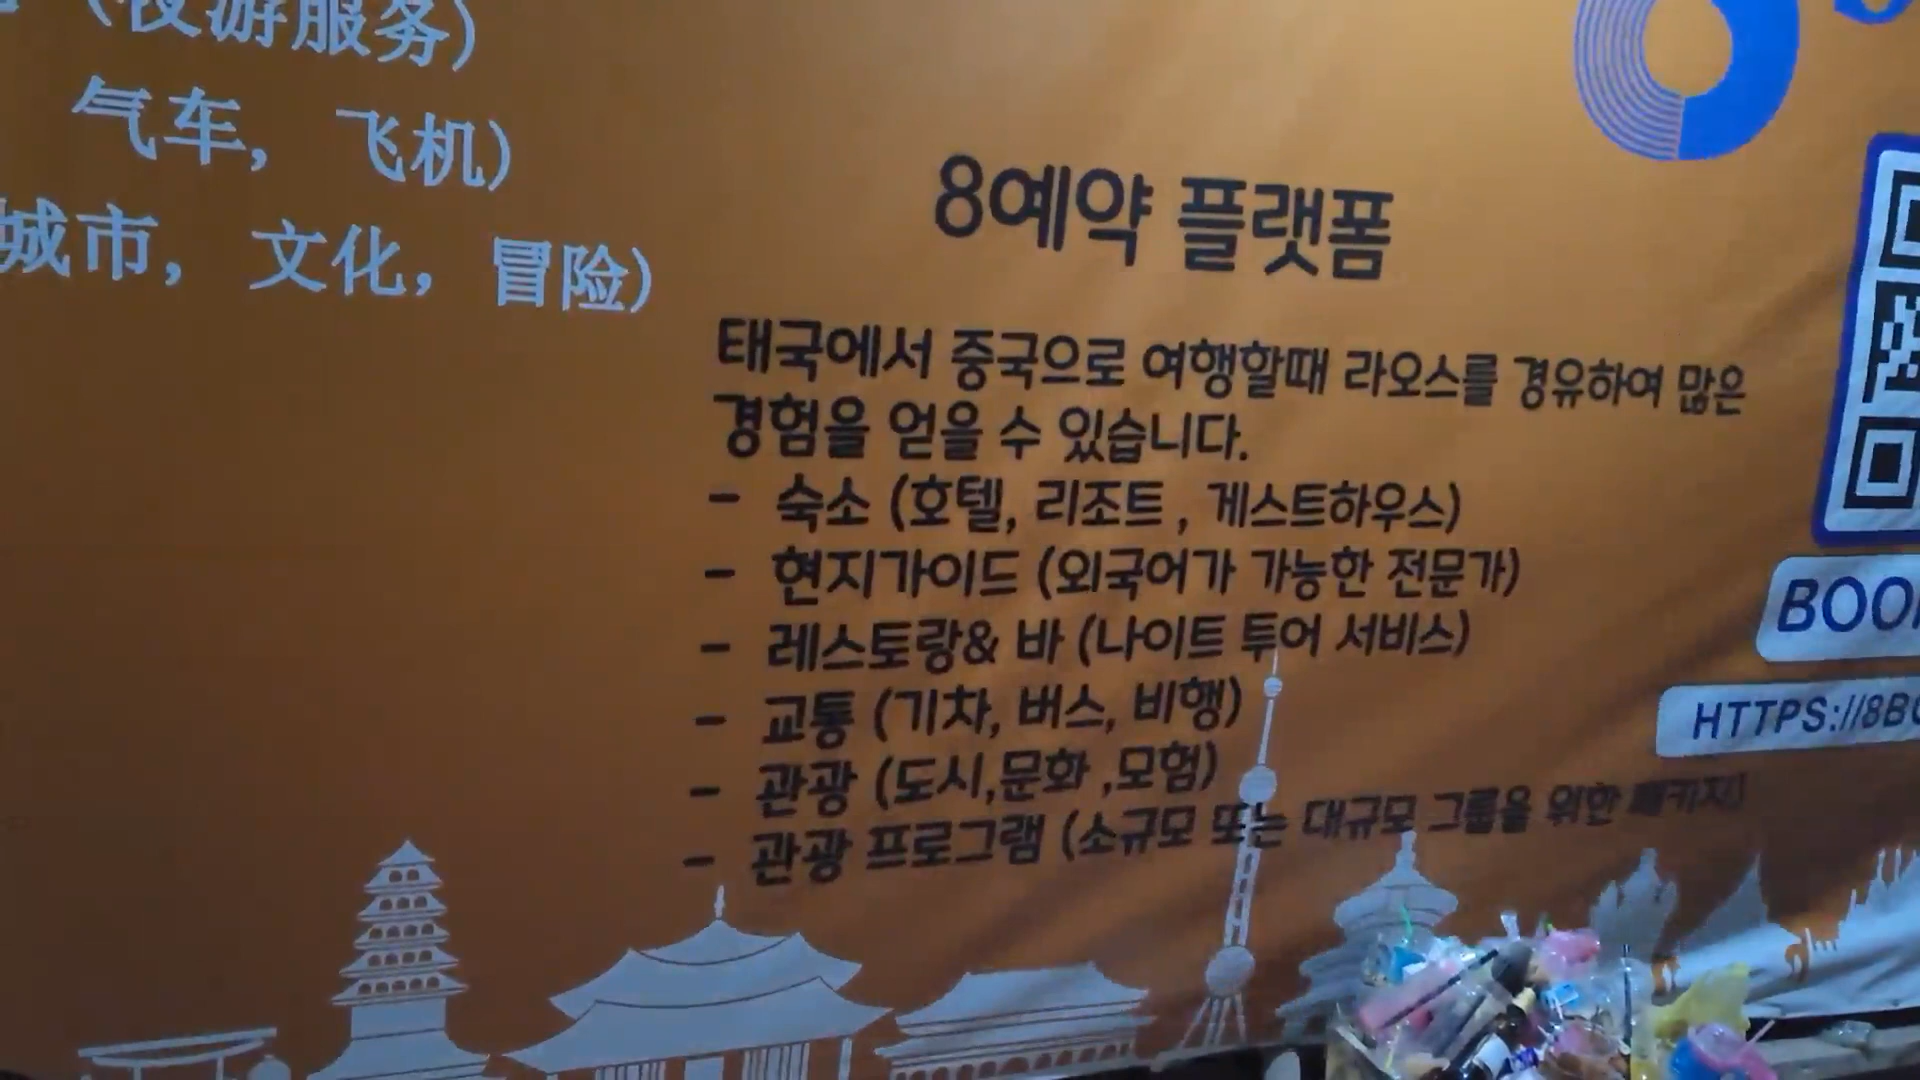 夜游服务)
气车, 飞机)
城市, 文化, 冒险)
8예약 플랫폼
태국에서 중국으로 여행할때 라오스를 경유하여 많은
경험을 얻을 수 있습니다.
- 숙소 (호텔, 리조트, 게스트하우스)
- 현지가이드 (외국어가 가능한 전문가)
- 레스토랑& 바 (나이트 투어 서비스)
- 교통 (기차, 버스, 비행)
- 관광 (도시,문화 ,모험)
- 관광 프로그램 (소규모 또는 대규모 그룹을 위한 패키지)
HTTPS://8BO